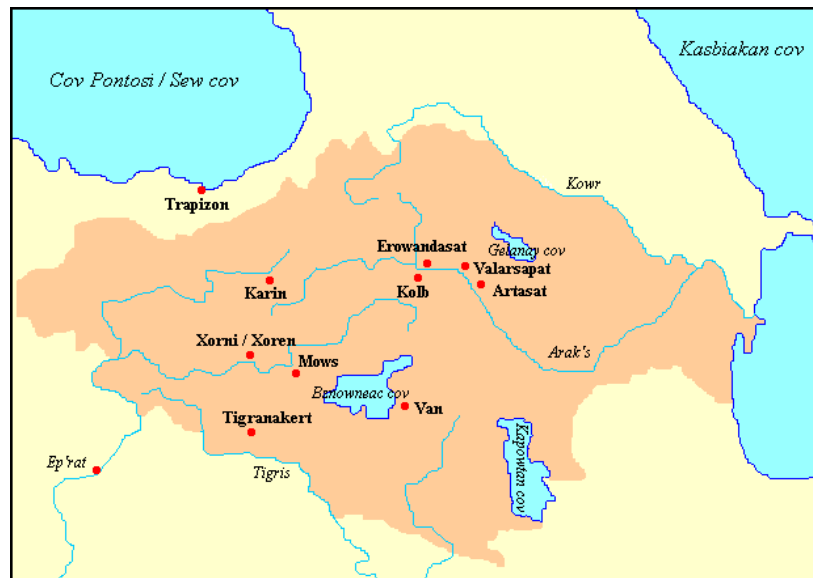 Kasbiakan cov
Cov Pontosi / Sew cov
Kowr
Trapizon
Erowandasat
Gelanay cov
Valarsapat
Karin
Kolb
Artasat
Xorni / Xoren
Arak's
Mows
Benowneac cov
Van
Tigranakert
Kapowtan cov
Ep'rat
Tigris